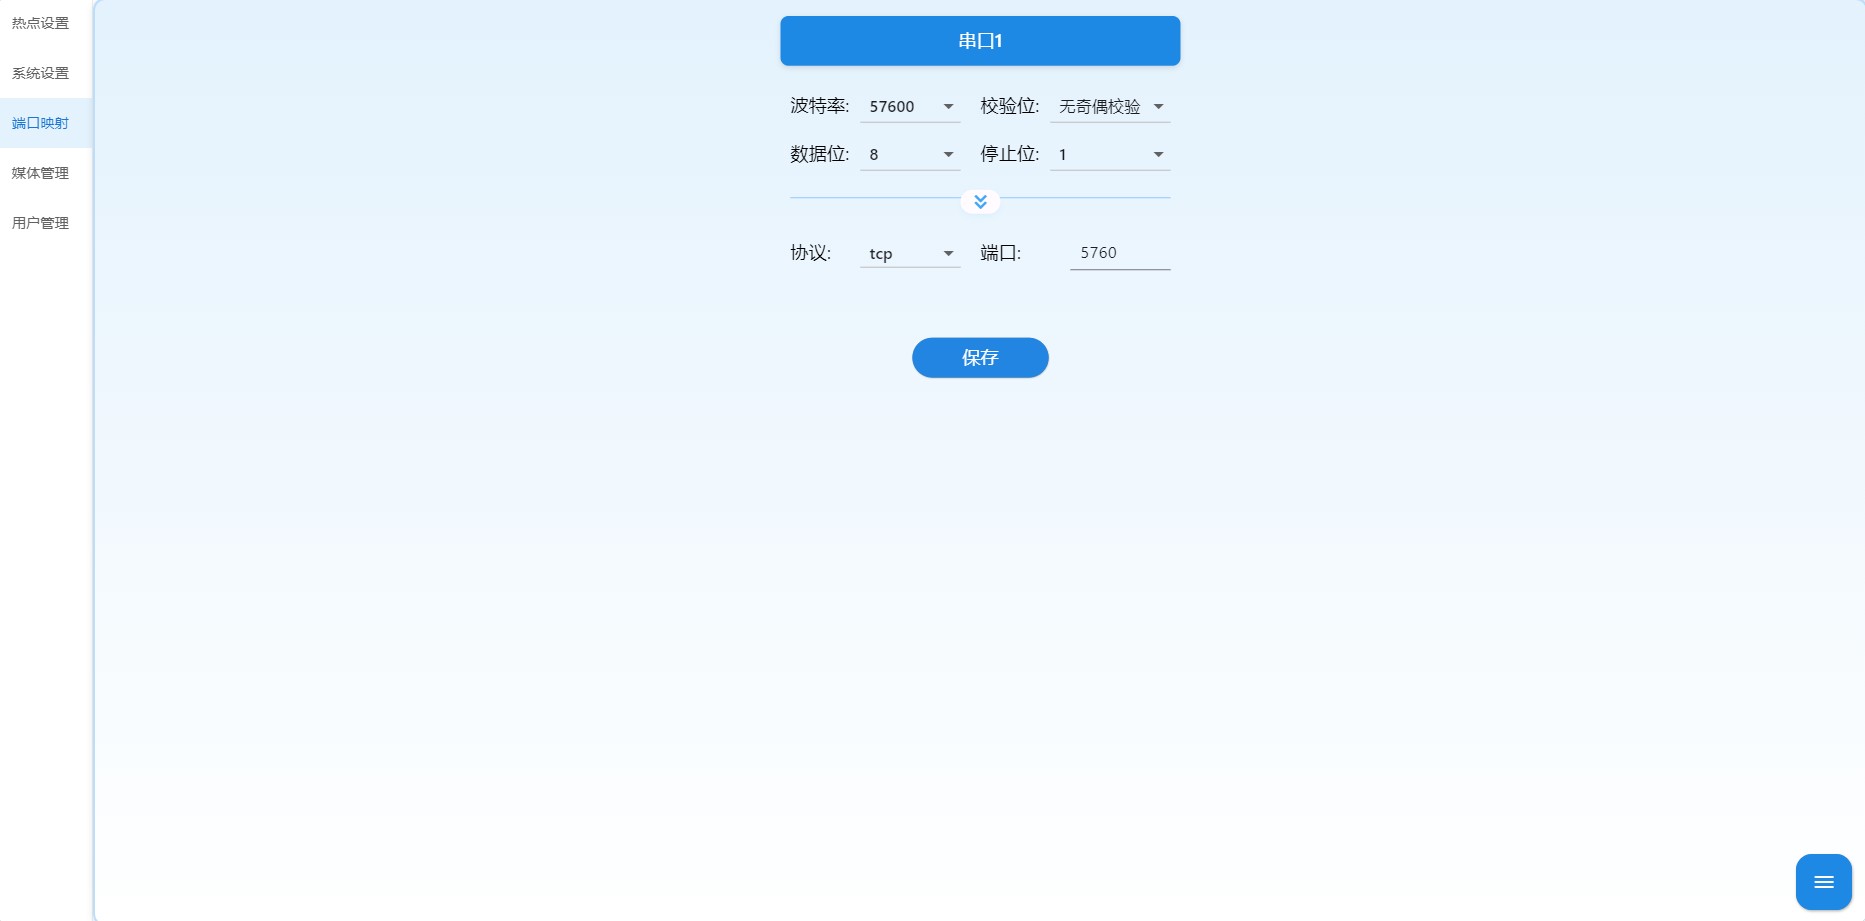 热点设置
系统设置
端口映射
媒体管理
用户管理
串口1
波特率: 57600 校验位: 无奇偶校验
数据位: 8 停止位: 1
协议: tcp 端口: 5760
保存